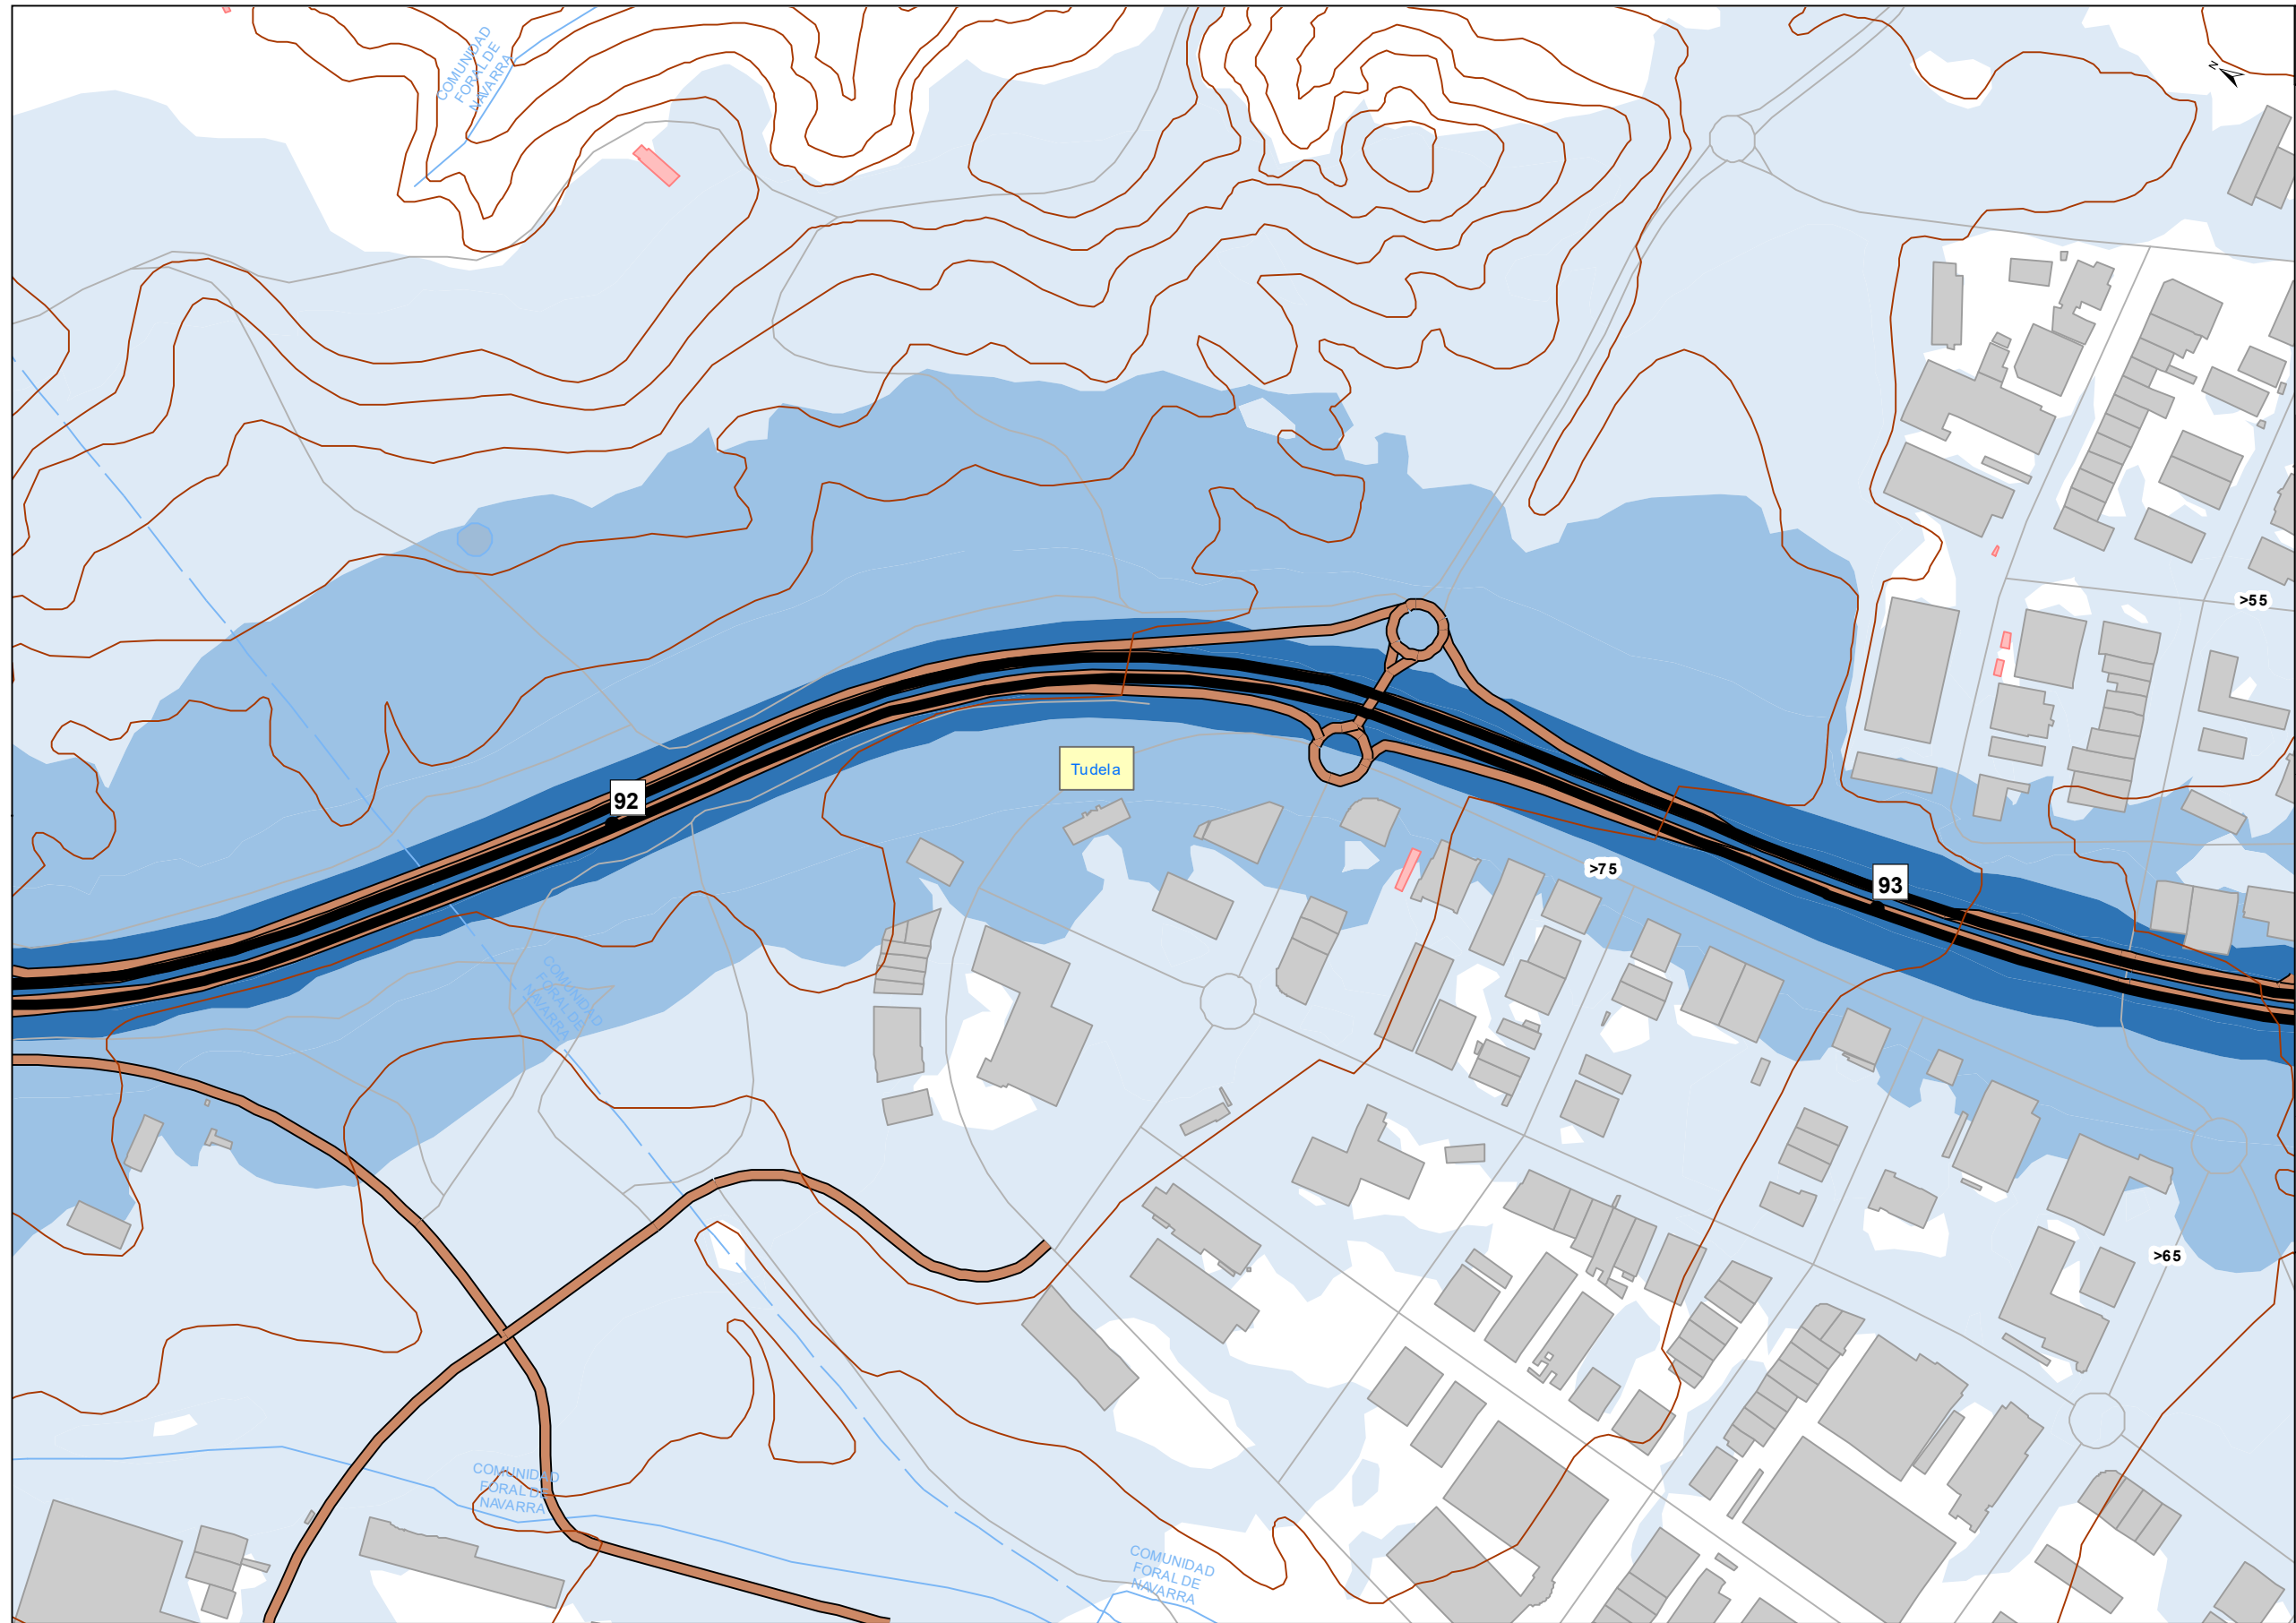 COMUNIDAD
FORAL DE
NAVARRA
N
>55
Tudela
92
>75
93
COMUNIDAD
FORAL DE
NAVARRA
>65
COMUNIDAD
FORAL DE
NAVARRA
COMUNIDAD
FORAL DE
NAVARRA